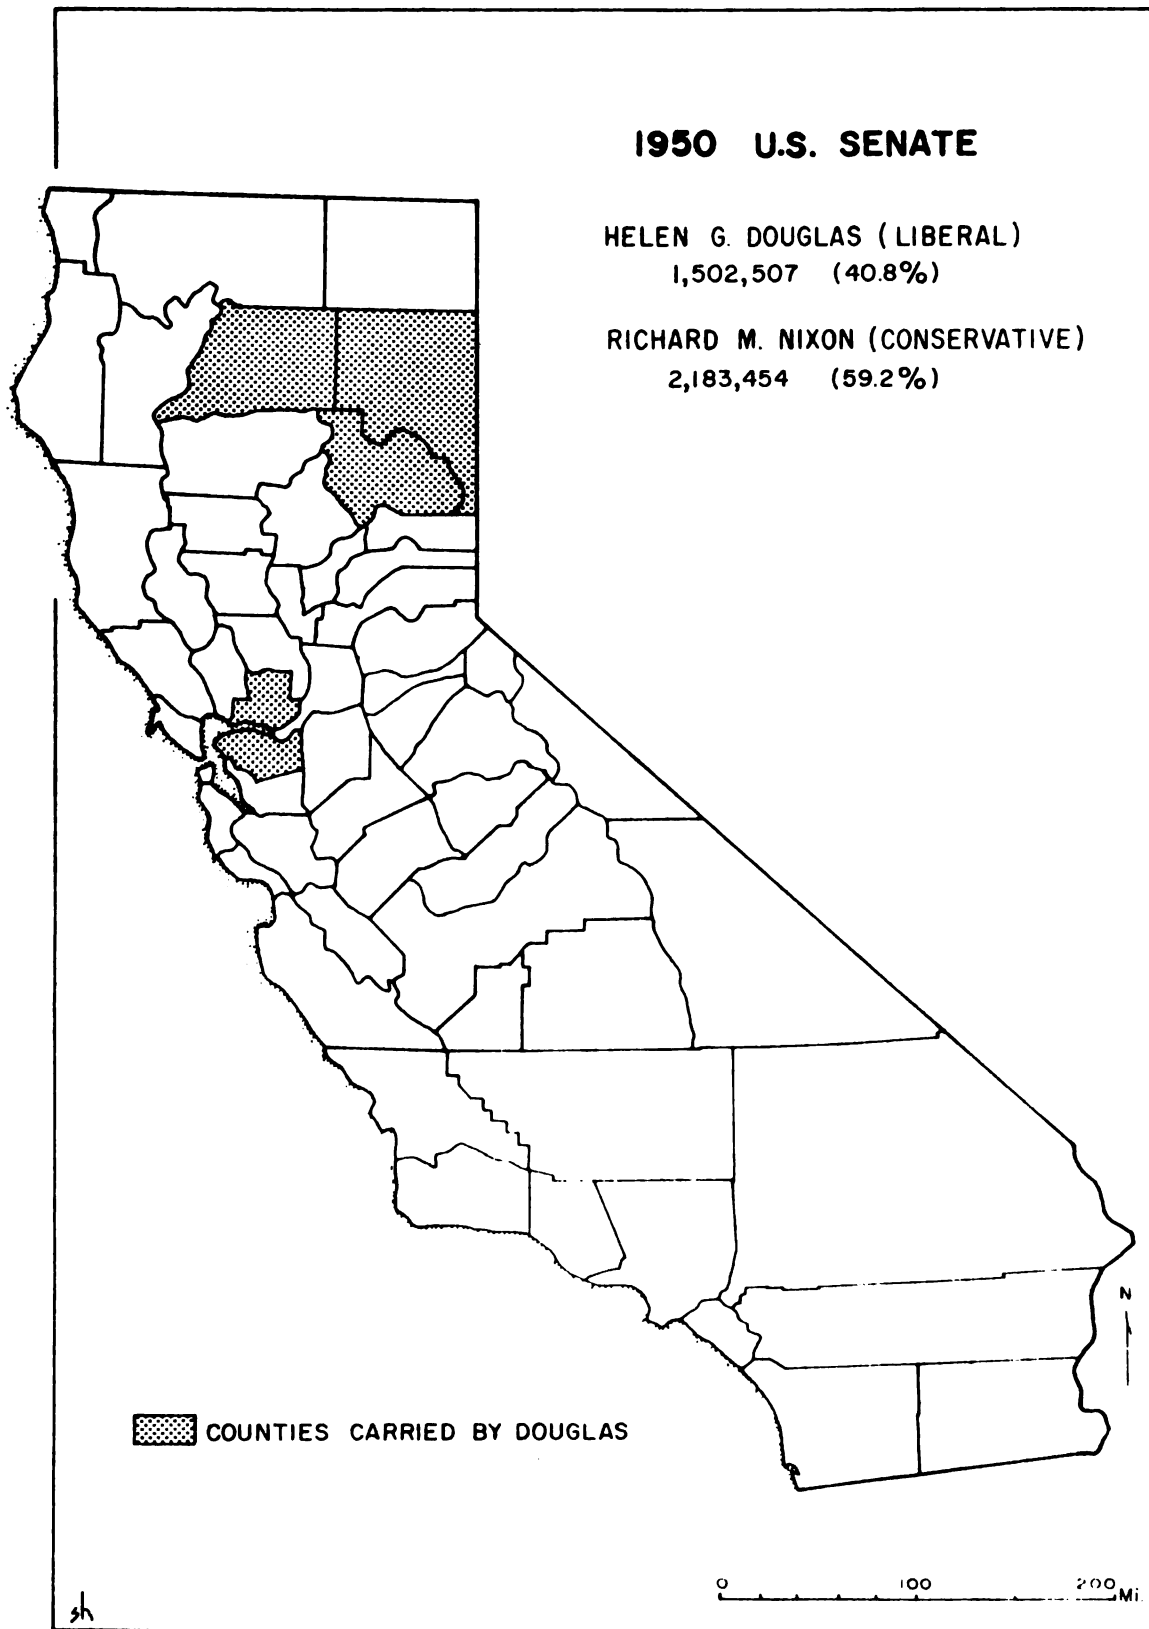 1950 U.S. SENATE
HELEN G. DOUGLAS (LIBERAL)
1,502,507 (40.8%)
RICHARD M. NIXON (CONSERVATIVE)
2,183,454 (59.2%)
N
COUNTIES CARRIED BY DOUGLAS
0 100 200 Mi.
sh